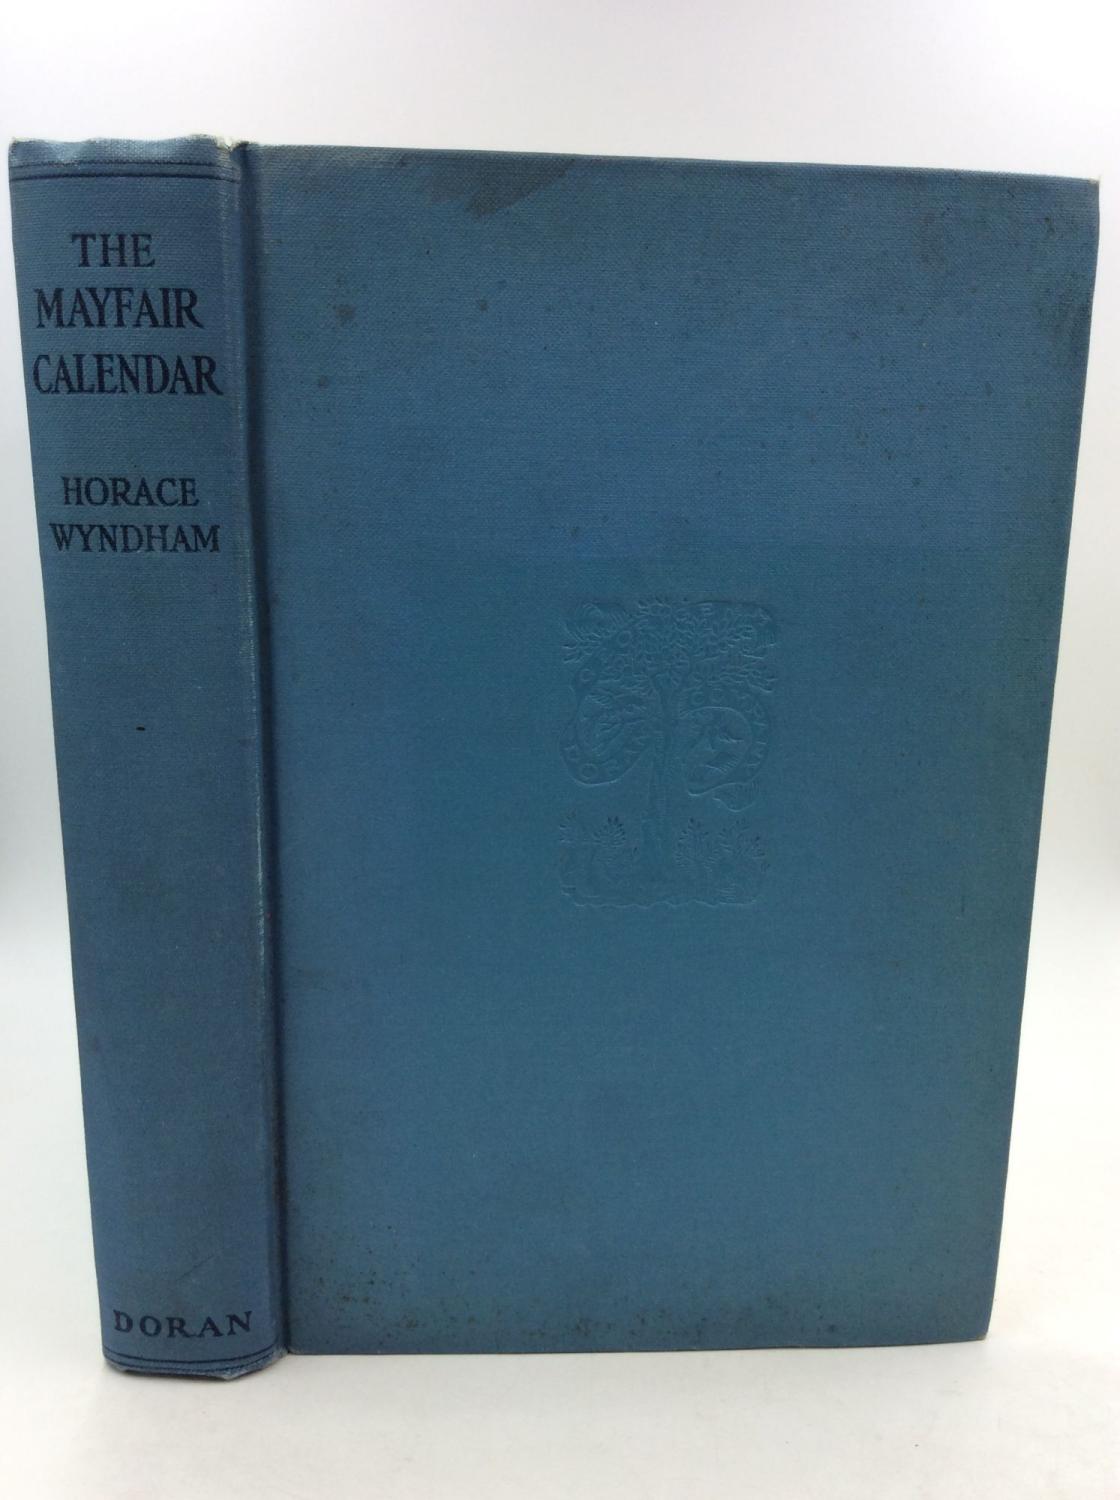 THE
MAYFAIR
CALENDAR
HORACE
WYNDHAM
DORAN